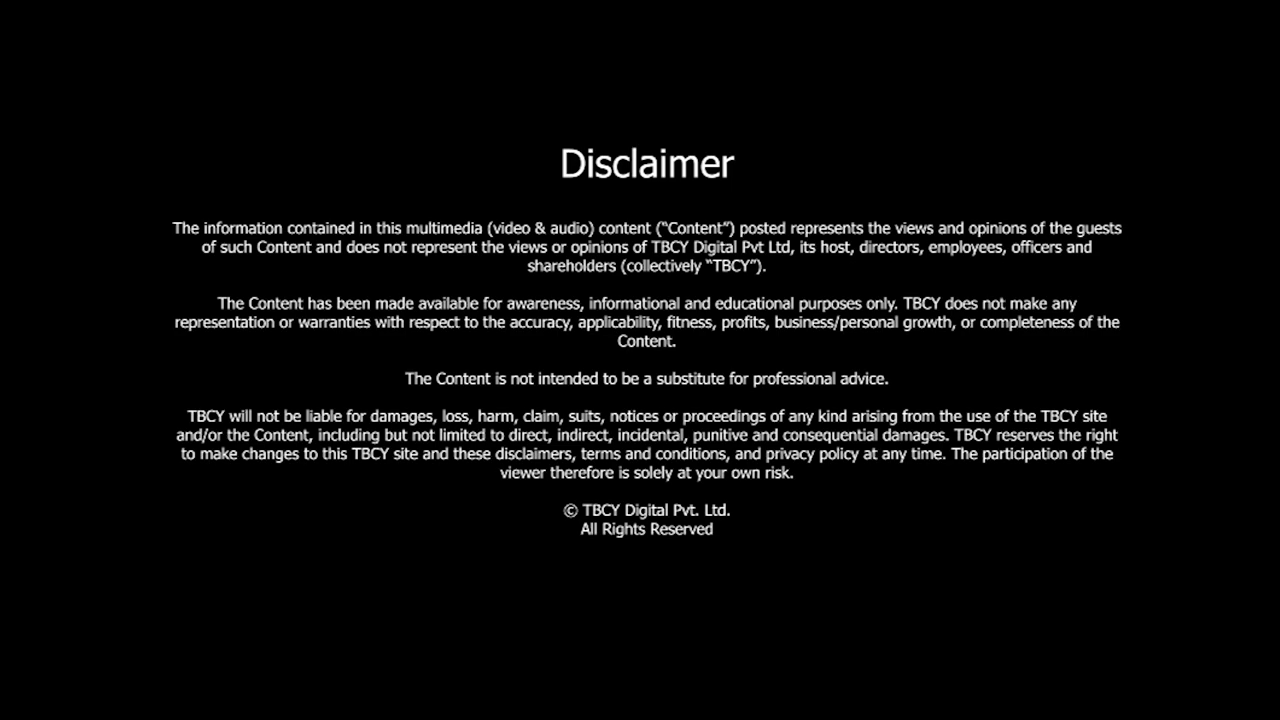 Disclaimer
The information contained in this multimedia (video & audio) content (“Content”) posted represents the views and opinions of the guests
of such Content and does not represent the views or opinions of TBCY Digital Pvt Ltd, its host, directors, employees, officers and
shareholders (collectively “TBCY”).
The Content has been made available for awareness, informational and educational purposes only. TBCY does not make any
representation or warranties with respect to the accuracy, applicability, fitness, profits, business/personal growth, or completeness of the
Content.
The Content is not intended to be a substitute for professional advice.
TBCY will not be liable for damages, loss, harm, claim, suits, notices or proceedings of any kind arising from the use of the TBCY site
and/or the Content, including but not limited to direct, indirect, incidental, punitive and consequential damages. TBCY reserves the right
to make changes to this TBCY site and these disclaimers, terms and conditions, and privacy policy at any time. The participation of the
viewer therefore is solely at your own risk.
© TBCY Digital Pvt. Ltd.
All Rights Reserved